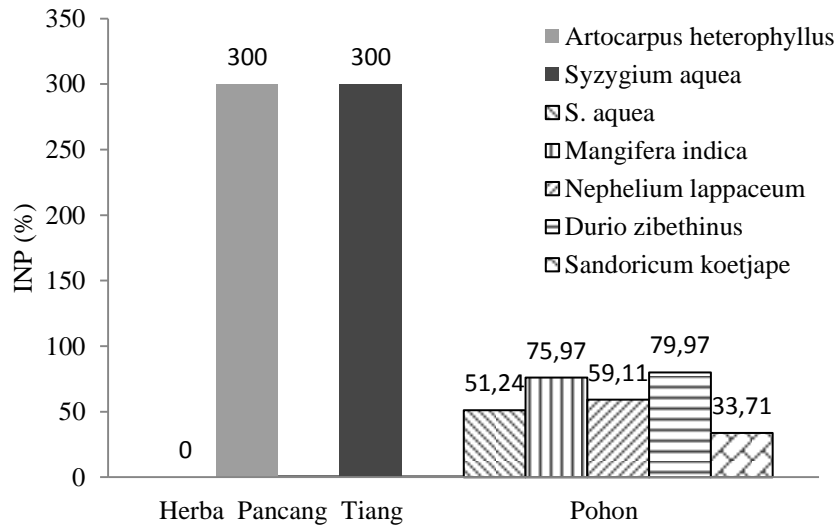 350
300
250
200
150
100
50
0
INP (%)
0
300
300
51,24
75,97
59,11
79,97
33,71
Herba Pancang Tiang Pohon
Artocarpus heterophyllus
Syzygium aquea
S. aquea
Mangifera indica
Nephelium lappaceum
Durio zibethinus
Sandoricum koetjape